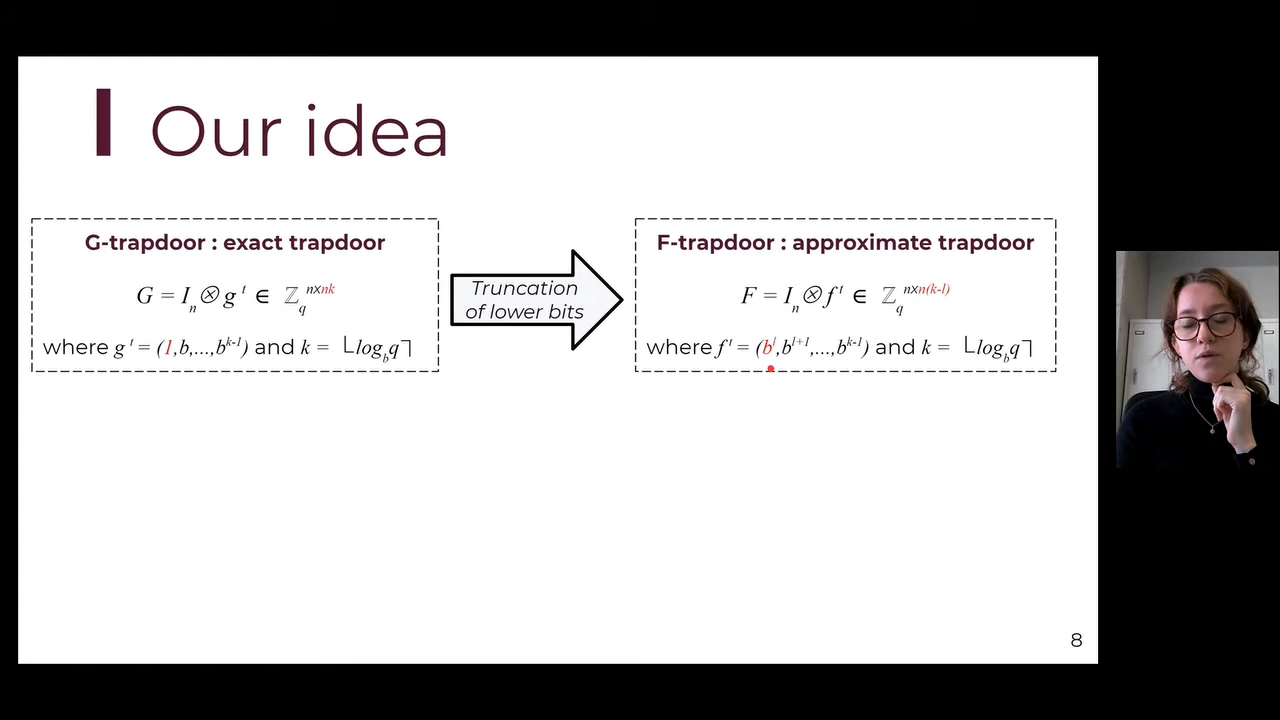 Our idea
G-trapdoor : exact trapdoor
G = Iₙ ⊗ gᵗ ∈ ℤ_q^{n×nk}
where gᵗ = (1,b,...,b^{k-1}) and k = ⌊log_b q⌉
Truncation
of lower bits
F-trapdoor : approximate trapdoor
F = Iₙ ⊗ fᵗ ∈ ℤ_q^{n×n(k-l)}
where fᵗ = (b^l,b^{l+1},...,b^{k-1}) and k = ⌊log_b q⌉
8